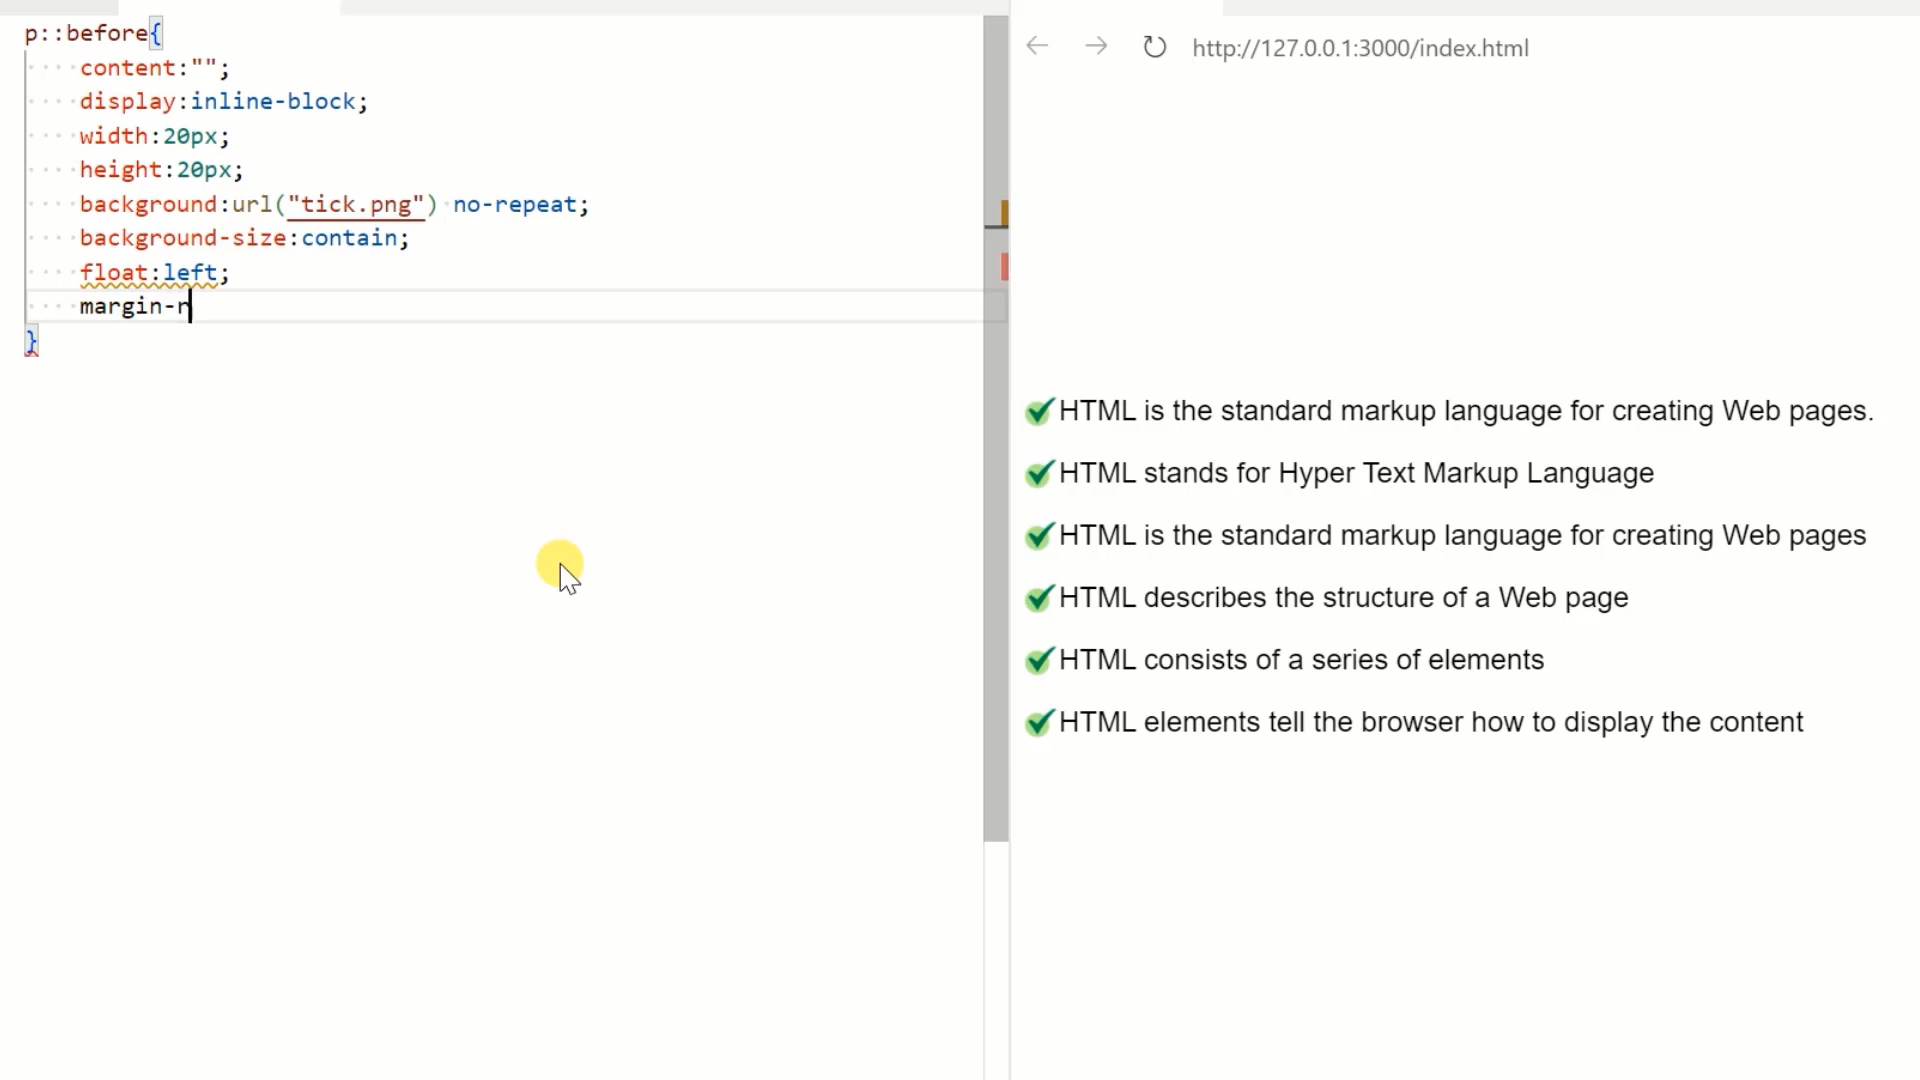 p::before{
content:"";
display:inline-block;
width:20px;
height:20px;
background:url("tick.png") no-repeat;
background-size:contain;
float:left;
margin-r
}
http://127.0.0.1:3000/index.html
HTML is the standard markup language for creating Web pages.
HTML stands for Hyper Text Markup Language
HTML is the standard markup language for creating Web pages
HTML describes the structure of a Web page
HTML consists of a series of elements
HTML elements tell the browser how to display the content